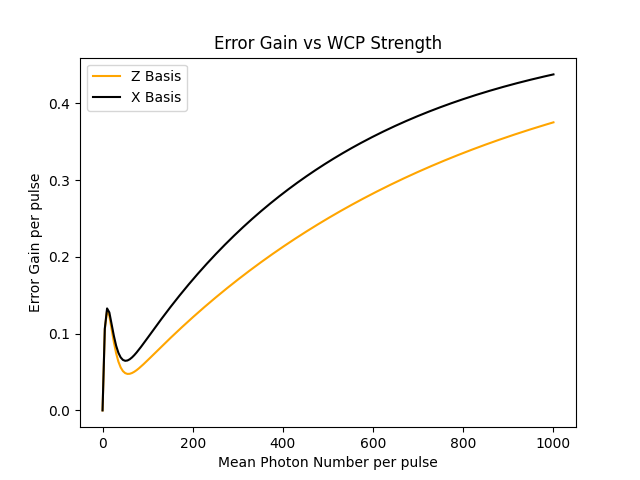 Error Gain vs WCP Strength
Z Basis
X Basis
Error Gain per pulse
0.4
0.3
0.2
0.1
0.0
0 200 400 600 800 1000
Mean Photon Number per pulse